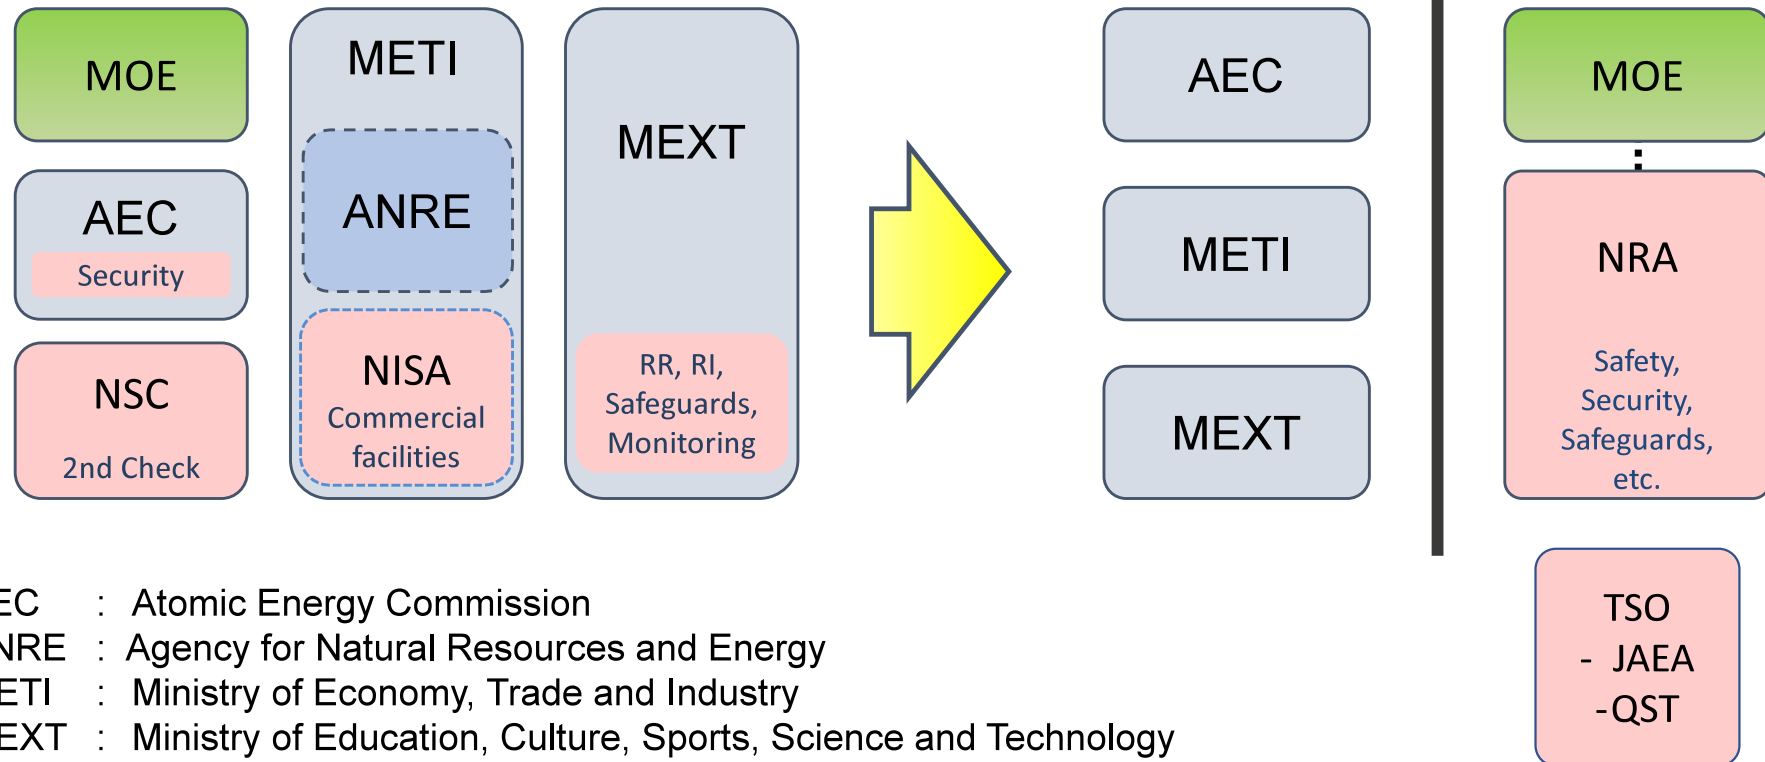 MOE
AEC
Security
NSC
2nd Check
METI
ANRE
NISA
Commercial
facilities
MEXT
RR, RI,
Safeguards,
Monitoring
AEC
METI
MEXT
MOE
NRA
Safety,
Security,
Safeguards,
etc.
TSO
- JAEA
-QST
EC : Atomic Energy Commission
NRE : Agency for Natural Resources and Energy
ETI : Ministry of Economy, Trade and Industry
EXT : Ministry of Education, Culture, Sports, Science and Technology